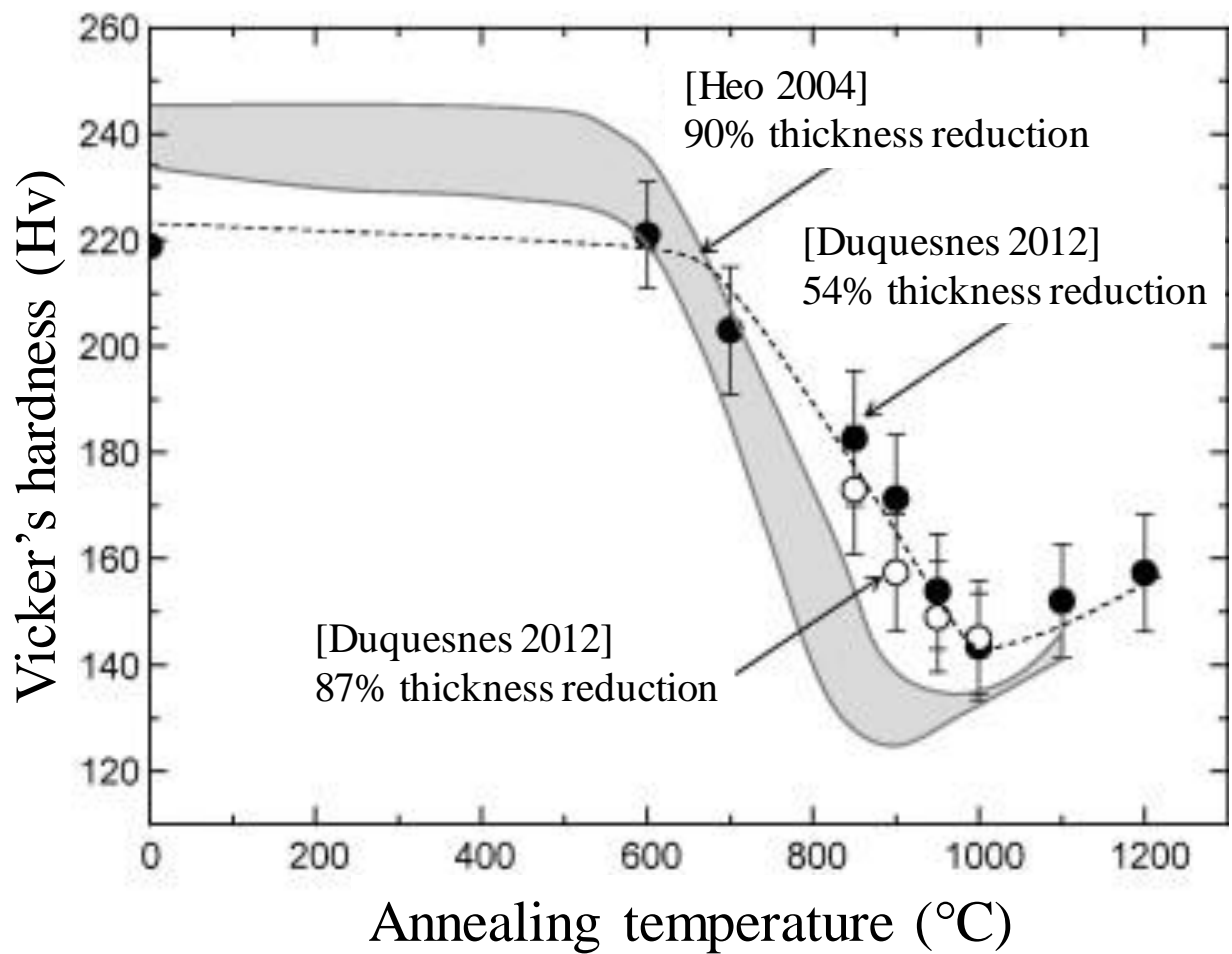 260
240
220
200
180
160
140
120
Vicker's hardness (Hv)
[Heo 2004]
90% thickness reduction
[Duquesnes 2012]
54% thickness reduction
[Duquesnes 2012]
87% thickness reduction
0
200
400
600
800
1000
1200
Annealing temperature (°C)